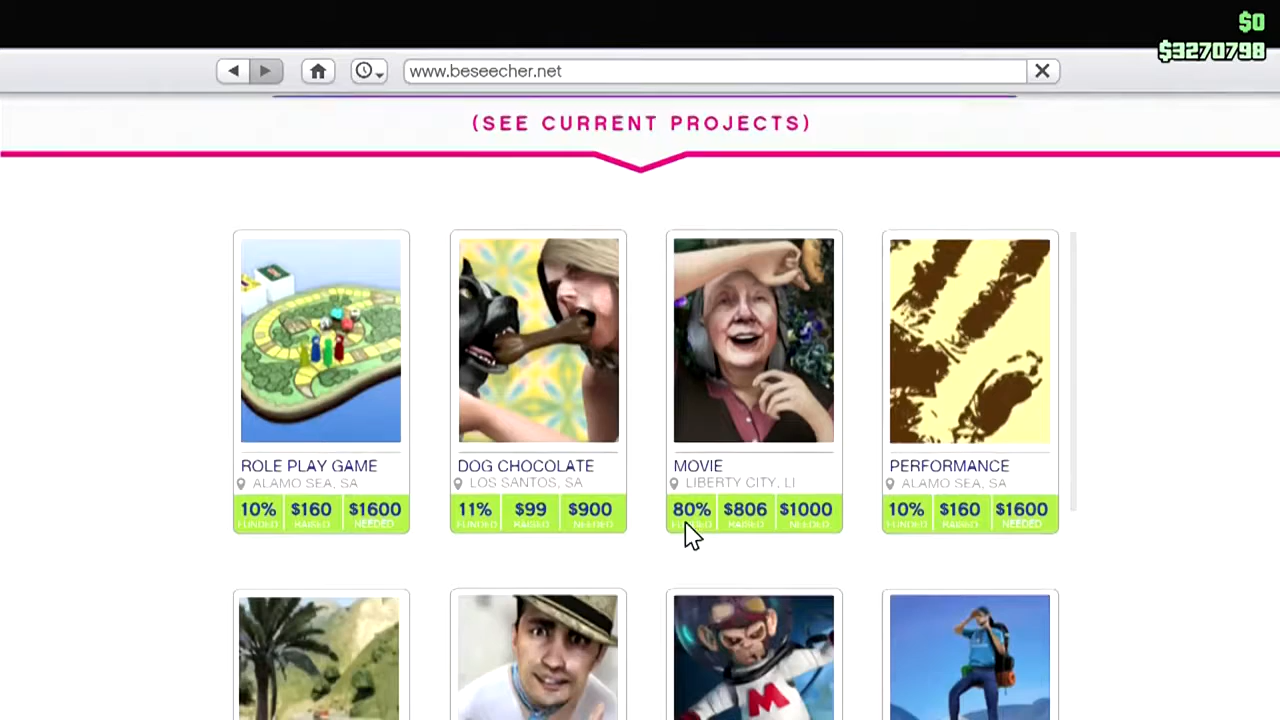 $0
$3270798
www.beseecher.net
(SEE CURRENT PROJECTS)
ROLE PLAY GAME
ALAMO SEA, SA
10% $160 $1600
FUNDED RAISED NEEDED
DOG CHOCOLATE
LOS SANTOS, SA
11% $99 $900
FUNDED RAISED NEEDED
MOVIE
LIBERTY CITY, LI
80% $806 $1000
FUNDED RAISED NEEDED
PERFORMANCE
ALAMO SEA, SA
10% $160 $1600
FUNDED RAISED NEEDED
M